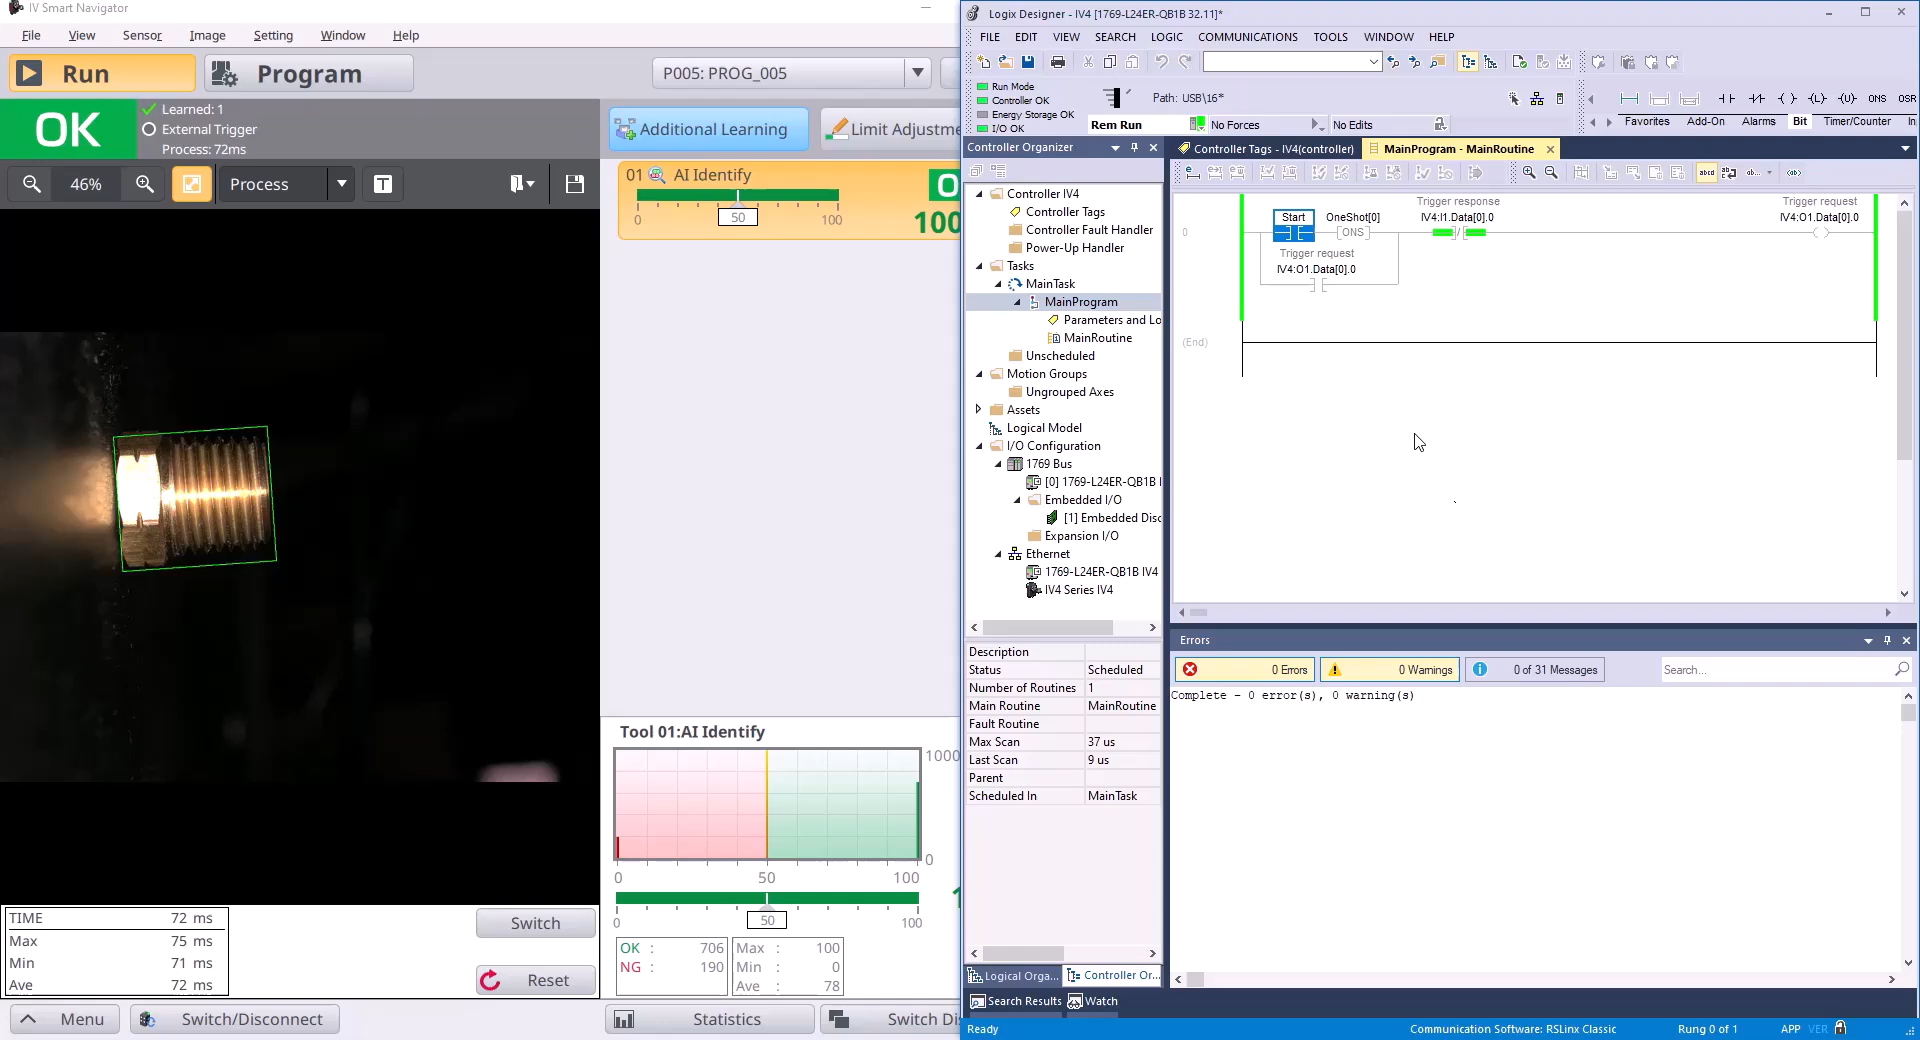 IV Smart Navigator
File View Sensor Image Setting Window Help
Run Program P005: PROG_005
OK
Learned: 1
External Trigger
Process: 72ms
Additional Learning Limit Adjustme
46% Process T
01 AI Identify
0 50 100
O
100
Tool 01:AI Identify
1000
0
0 50 100
0 50 100
1
OK : 706
NG : 190
Max : 100
Min : 0
Ave : 78
TIME 72 ms
Max 75 ms
Min 71 ms
Ave 72 ms
Switch
Reset
Menu Switch/Disconnect Statistics Switch Di
Logix Designer - IV4 [1769-L24ER-QB1B 32.11]*
FILE EDIT VIEW SEARCH LOGIC COMMUNICATIONS TOOLS WINDOW HELP
Run Mode
Controller OK
Energy Storage OK
I/O OK
Path: USB\16*
Rem Run No Forces No Edits
(L) (U) ONS OSR
Favorites Add-On Alarms Bit Timer/Counter In
Controller Organizer
Controller IV4
Controller Tags
Controller Fault Handler
Power-Up Handler
Tasks
MainTask
MainProgram
Parameters and Lo
MainRoutine
Unscheduled
Motion Groups
Ungrouped Axes
Assets
Logical Model
I/O Configuration
1769 Bus
[0] 1769-L24ER-QB1B I
Embedded I/O
[1] Embedded Disc
Expansion I/O
Ethernet
1769-L24ER-QB1B IV4
IV4 Series IV4
Description
Status Scheduled
Number of Routines 1
Main Routine MainRoutine
Fault Routine
Max Scan 37 us
Last Scan 9 us
Parent
Scheduled In MainTask
Logical Orga... Controller Or...
Controller Tags - IV4(controller) MainProgram - MainRoutine
abcd ab...
Trigger response Trigger request
Start OneShot[0] IV4:I1.Data[0].0 IV4:O1.Data[0].0
0 ONS
Trigger request
IV4:O1.Data[0].0
(End)
Errors
0 Errors 0 Warnings 0 of 31 Messages Search...
Complete - 0 error(s), 0 warning(s)
Search Results Watch
Ready Communication Software: RSLinx Classic Rung 0 of 1 APP VER